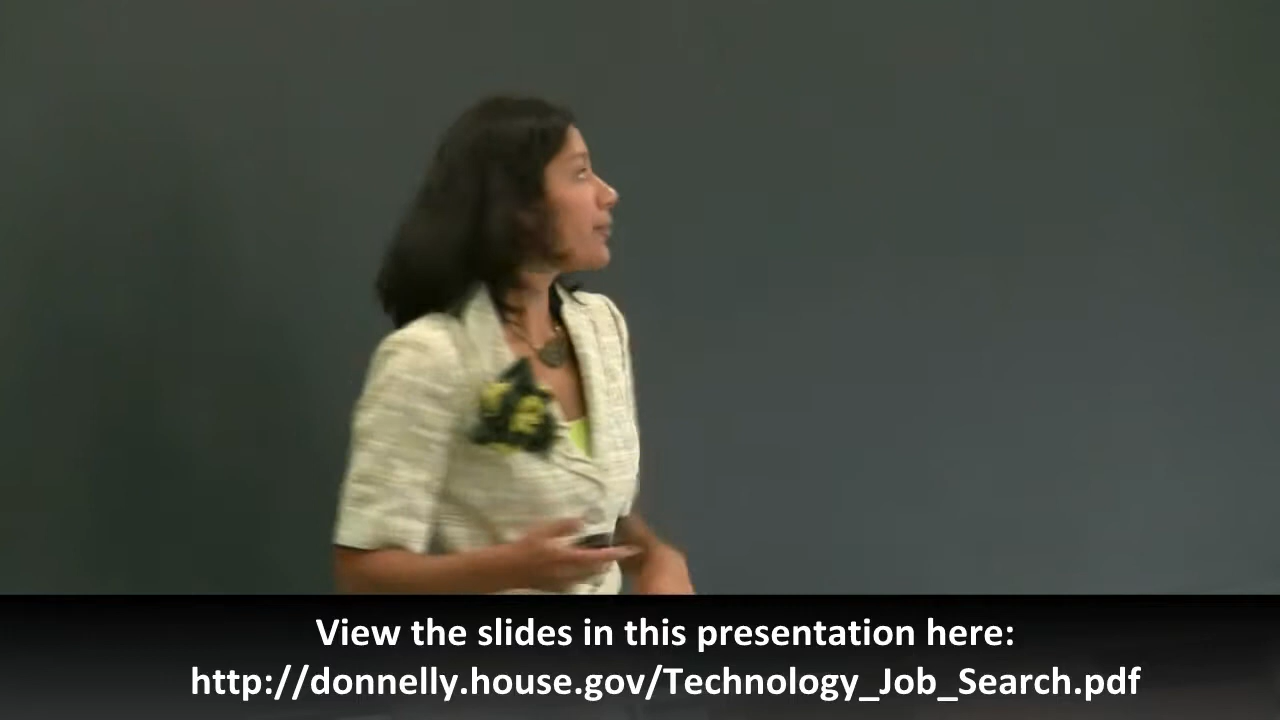 View the slides in this presentation here:
http://donnelly.house.gov/Technology_Job_Search.pdf